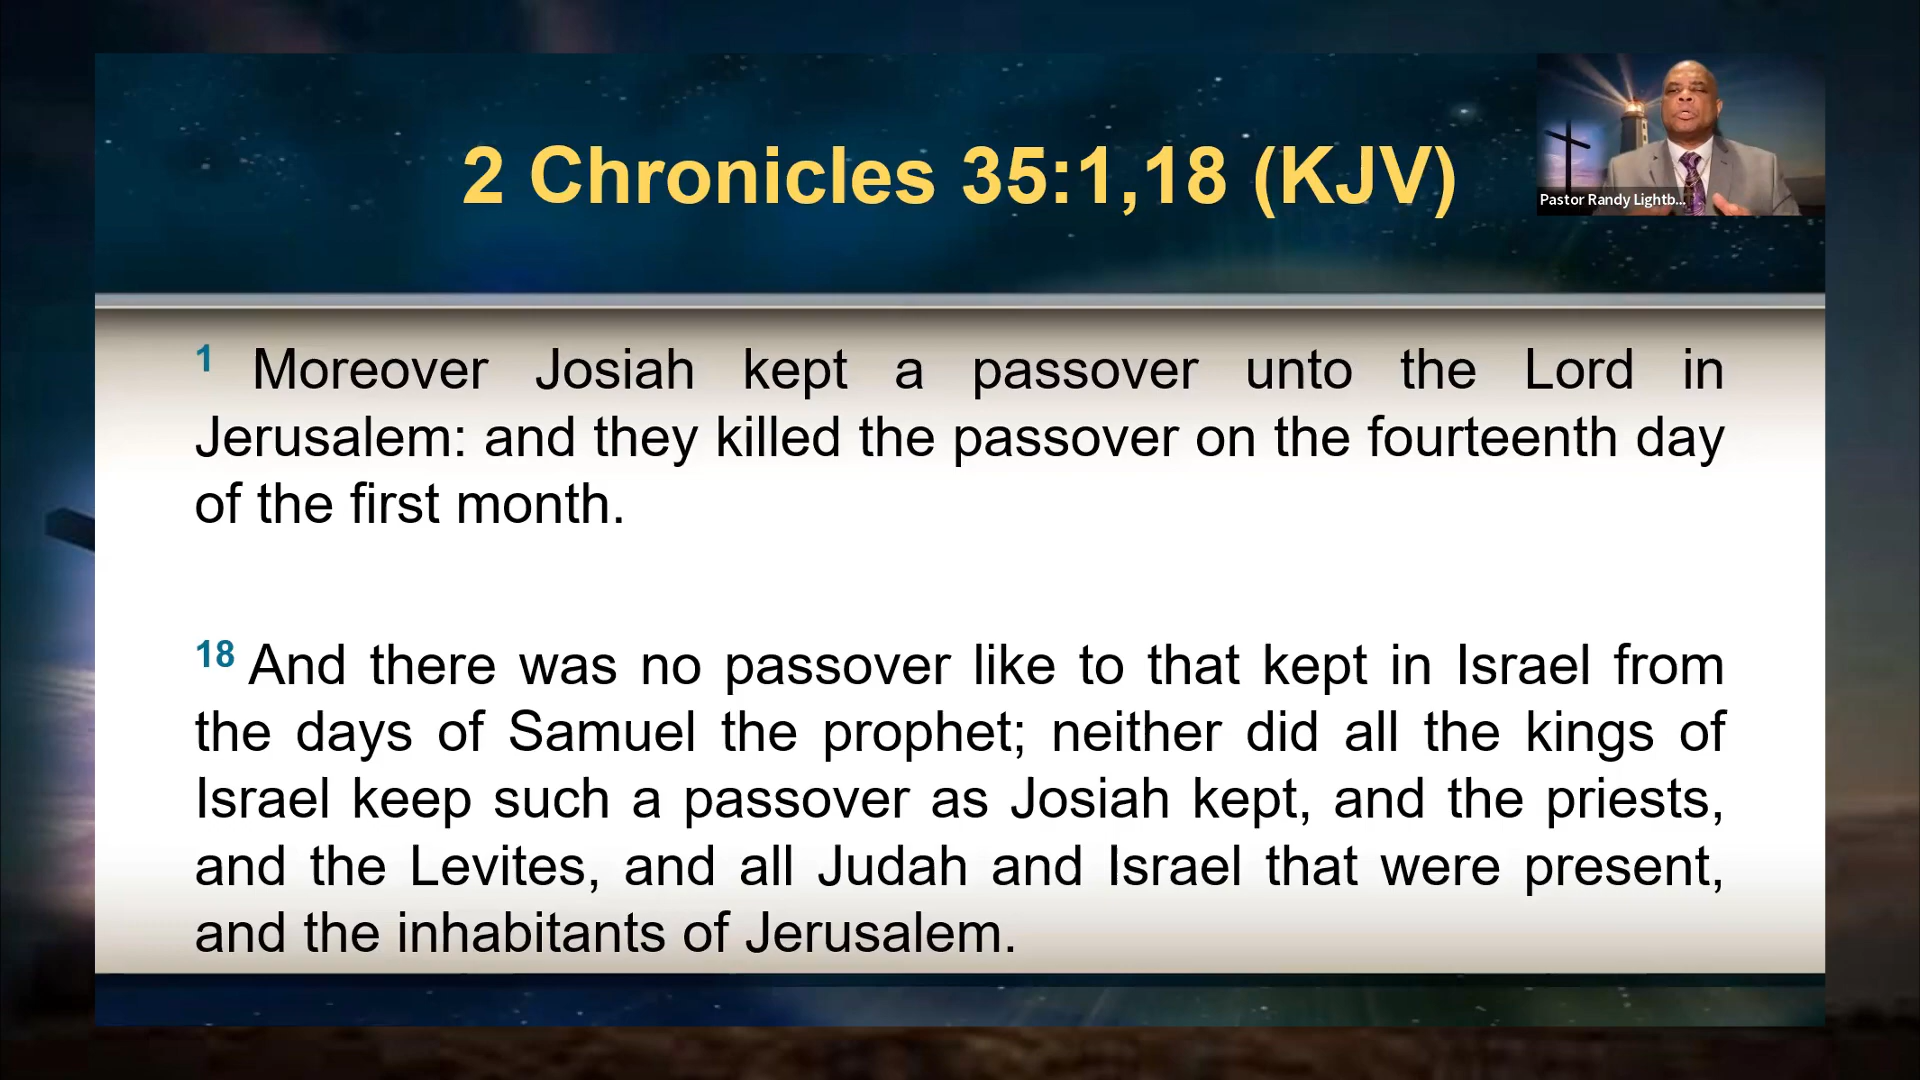 2 Chronicles 35:1,18 (KJV)
Pastor Randy Lightb...
1 Moreover Josiah kept a passover unto the Lord in
Jerusalem: and they killed the passover on the fourteenth day
of the first month.
18 And there was no passover like to that kept in Israel from
the days of Samuel the prophet; neither did all the kings of
Israel keep such a passover as Josiah kept, and the priests,
and the Levites, and all Judah and Israel that were present,
and the inhabitants of Jerusalem.